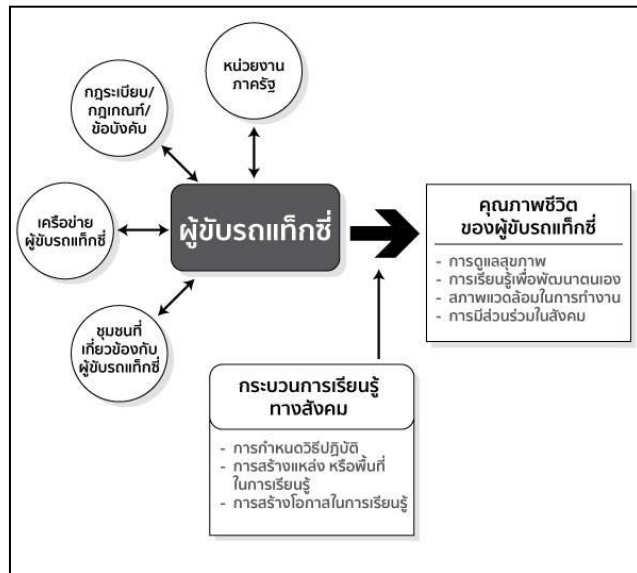 หน่วยงาน
ภาครัฐ
กฎระเบียบ/
กฎเกณฑ์/
ข้อบังคับ
เครือข่าย
ผู้ขับรถแท็กซี่
ชุมชนที่
เกี่ยวข้องกับ
ผู้ขับรถแท็กซี่
ผู้ขับรถแท็กซี่
คุณภาพชีวิต
ของผู้ขับรถแท็กซี่
- การดูแลสุขภาพ
- การเรียนรู้เพื่อพัฒนาตนเอง
- สภาพแวดล้อมในการทำงาน
- การมีส่วนร่วมในสังคม
กระบวนการเรียนรู้
ทางสังคม
- การกำหนดวิธีปฏิบัติ
- การสร้างแหล่ง หรือพื้นที่
ในการเรียนรู้
- การสร้างโอกาสในการเรียนรู้